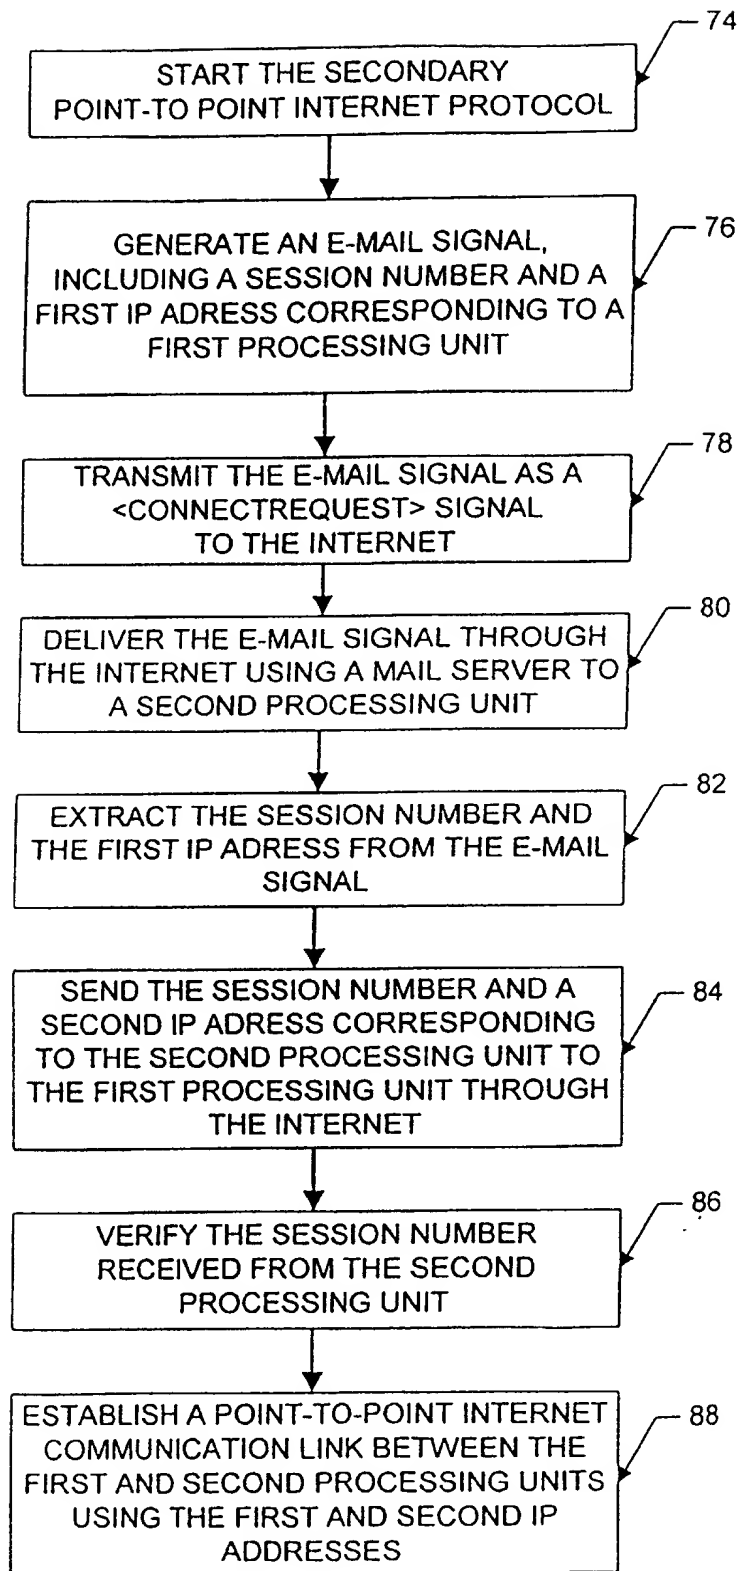 74
START THE SECONDARY
POINT-TO POINT INTERNET PROTOCOL
76
GENERATE AN E-MAIL SIGNAL,
INCLUDING A SESSION NUMBER AND A
FIRST IP ADRESS CORRESPONDING TO A
FIRST PROCESSING UNIT
78
TRANSMIT THE E-MAIL SIGNAL AS A
<CONNECTREQUEST> SIGNAL
TO THE INTERNET
80
DELIVER THE E-MAIL SIGNAL THROUGH
THE INTERNET USING A MAIL SERVER TO
A SECOND PROCESSING UNIT
82
EXTRACT THE SESSION NUMBER AND
THE FIRST IP ADRESS FROM THE E-MAIL
SIGNAL
84
SEND THE SESSION NUMBER AND A
SECOND IP ADRESS CORRESPONDING
TO THE SECOND PROCESSING UNIT TO
THE FIRST PROCESSING UNIT THROUGH
THE INTERNET
86
VERIFY THE SESSION NUMBER
RECEIVED FROM THE SECOND
PROCESSING UNIT
88
ESTABLISH A POINT-TO-POINT INTERNET
COMMUNICATION LINK BETWEEN THE
FIRST AND SECOND PROCESSING UNITS
USING THE FIRST AND SECOND IP
ADDRESSES